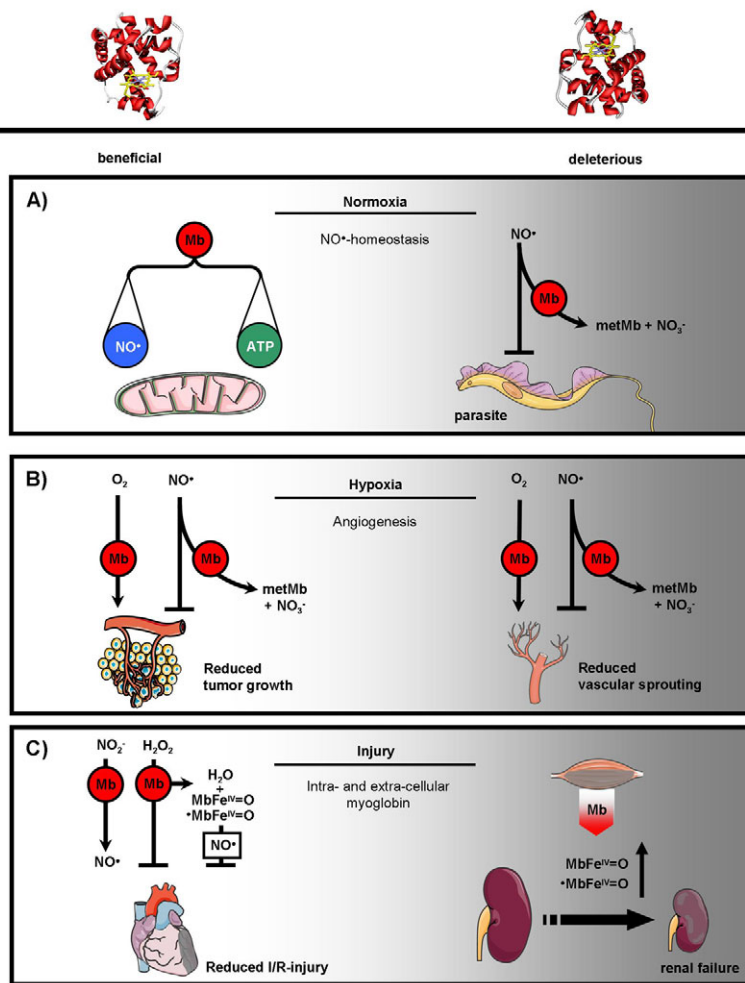 beneficial
deleterious
A)
Normoxia
NO•-homeostasis
Mb
NO•
ATP
NO•
Mb
metMb + NO₃⁻
parasite
B)
Hypoxia
Angiogenesis
O₂
NO•
Mb
Mb
metMb
+ NO₃⁻
Reduced
tumor growth
O₂
NO•
Mb
Mb
metMb
+ NO₃⁻
Reduced
vascular sprouting
C)
Injury
Intra- and extra-cellular
myoglobin
NO₂⁻
H₂O₂
Mb
Mb
H₂O
+
MbFeᴵⱽ=O
•MbFeᴵⱽ=O
NO•
NO•
Reduced I/R-injury
Mb
MbFeᴵⱽ=O
•MbFeᴵⱽ=O
renal failure